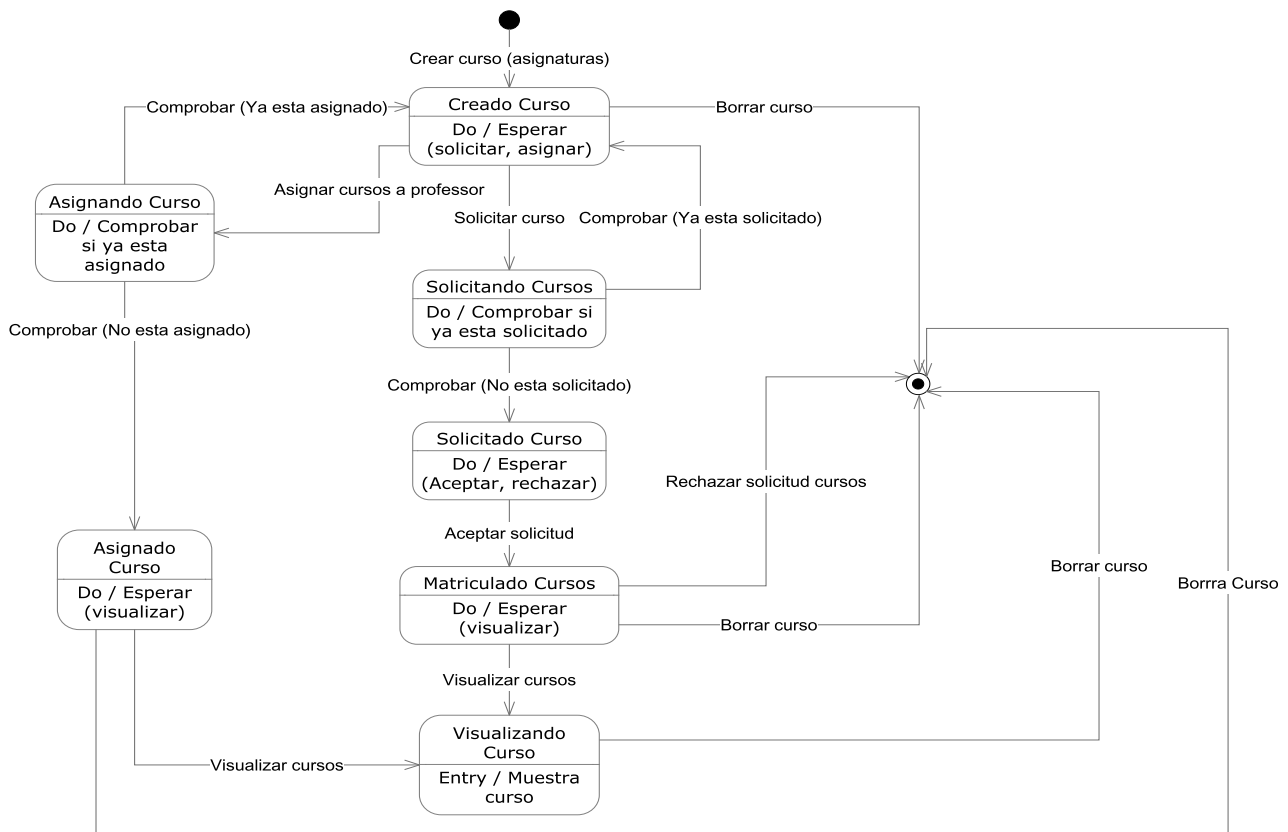 Crear curso (asignaturas)
Creado Curso
Do / Esperar
(solicitar, asignar)
Comprobar (Ya esta asignado)
Borrar curso
Asignar cursos a professor
Asignando Curso
Do / Comprobar
si ya esta
asignado
Solicitar curso
Comprobar (Ya esta solicitado)
Solicitando Cursos
Do / Comprobar si
ya esta solicitado
Comprobar (No esta asignado)
Comprobar (No esta solicitado)
Solicitado Curso
Do / Esperar
(Aceptar, rechazar)
Rechazar solicitud cursos
Aceptar solicitud
Asignado
Curso
Do / Esperar
(visualizar)
Matriculado Cursos
Do / Esperar
(visualizar)
Borrar curso
Borrra Curso
Borrar curso
Visualizar cursos
Visualizando
Curso
Entry / Muestra
curso
Visualizar cursos